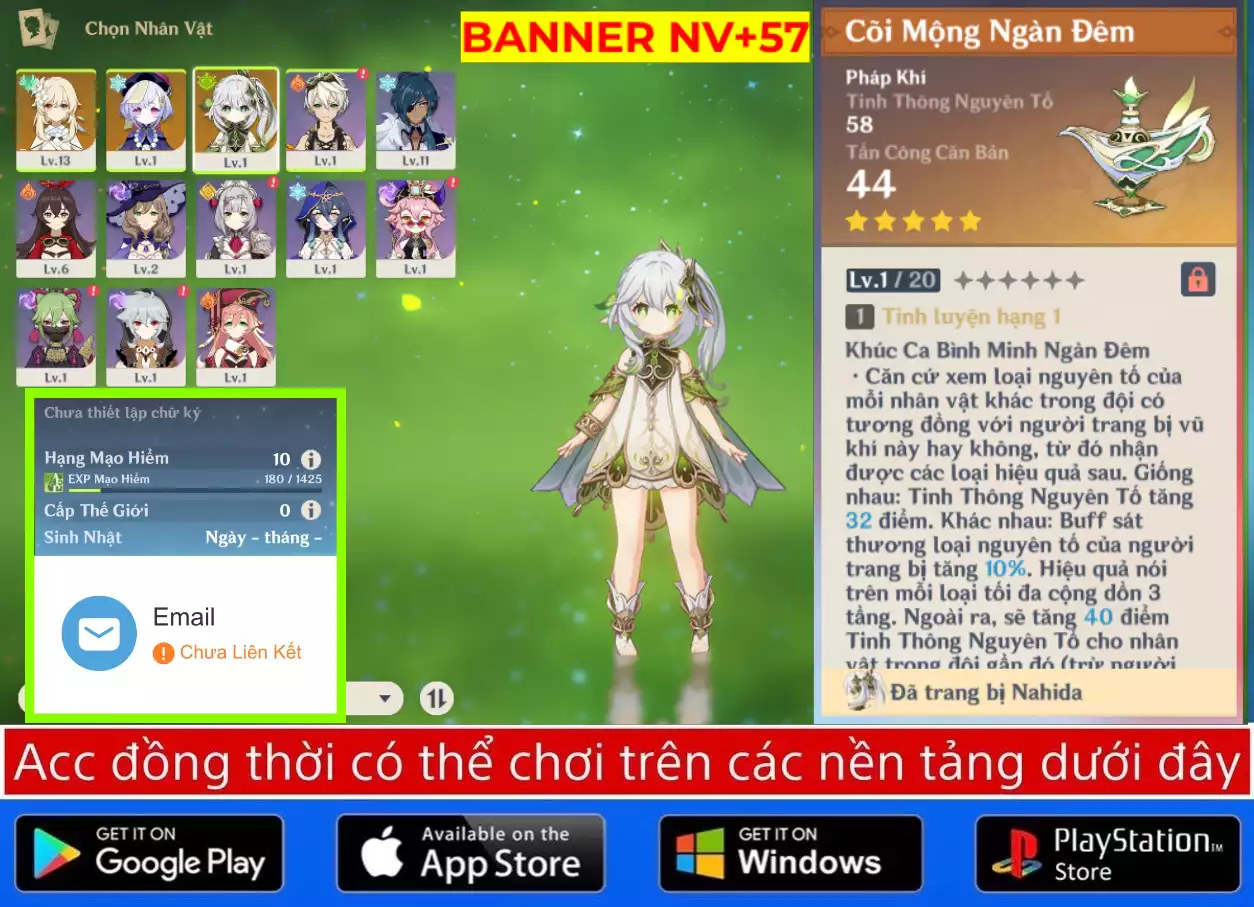 Chọn Nhân Vật
BANNER NV+57
Lv.13
Lv.1
Lv.1
Lv.1
Lv.11
Lv.6
Lv.2
Lv.1
Lv.1
Lv.1
Lv.1
Lv.1
Lv.1
Chưa thiết lập chữ ký
Hạng Mạo Hiểm 10
EXP Mạo Hiểm 180 / 1425
Cấp Thế Giới 0
Sinh Nhật Ngày - tháng -
Email
Chưa Liên Kết
Cõi Mộng Ngàn Đêm
Pháp Khí
Tinh Thông Nguyên Tố
58
Tấn Công Căn Bản
44
Lv.1 / 20
1 Tinh luyện hạng 1
Khúc Ca Bình Minh Ngàn Đêm
· Căn cứ xem loại nguyên tố của
mỗi nhân vật khác trong đội có
tương đồng với người trang bị vũ
khí này hay không, từ đó nhận
được các loại hiệu quả sau. Giống
nhau: Tinh Thông Nguyên Tố tăng
32 điểm. Khác nhau: Buff sát
thương loại nguyên tố của người
trang bị tăng 10%. Hiệu quả nói
trên mỗi loại tối đa cộng dồn 3
tầng. Ngoài ra, sẽ tăng 40 điểm
Tinh Thông Nguyên Tố cho nhân
vật trong đội gần đó (trừ người
Đã trang bị Nahida
Acc đồng thời có thể chơi trên các nền tảng dưới đây
GET IT ON
Google Play
Available on the
App Store
GET IT ON
Windows
PlayStation™
Store